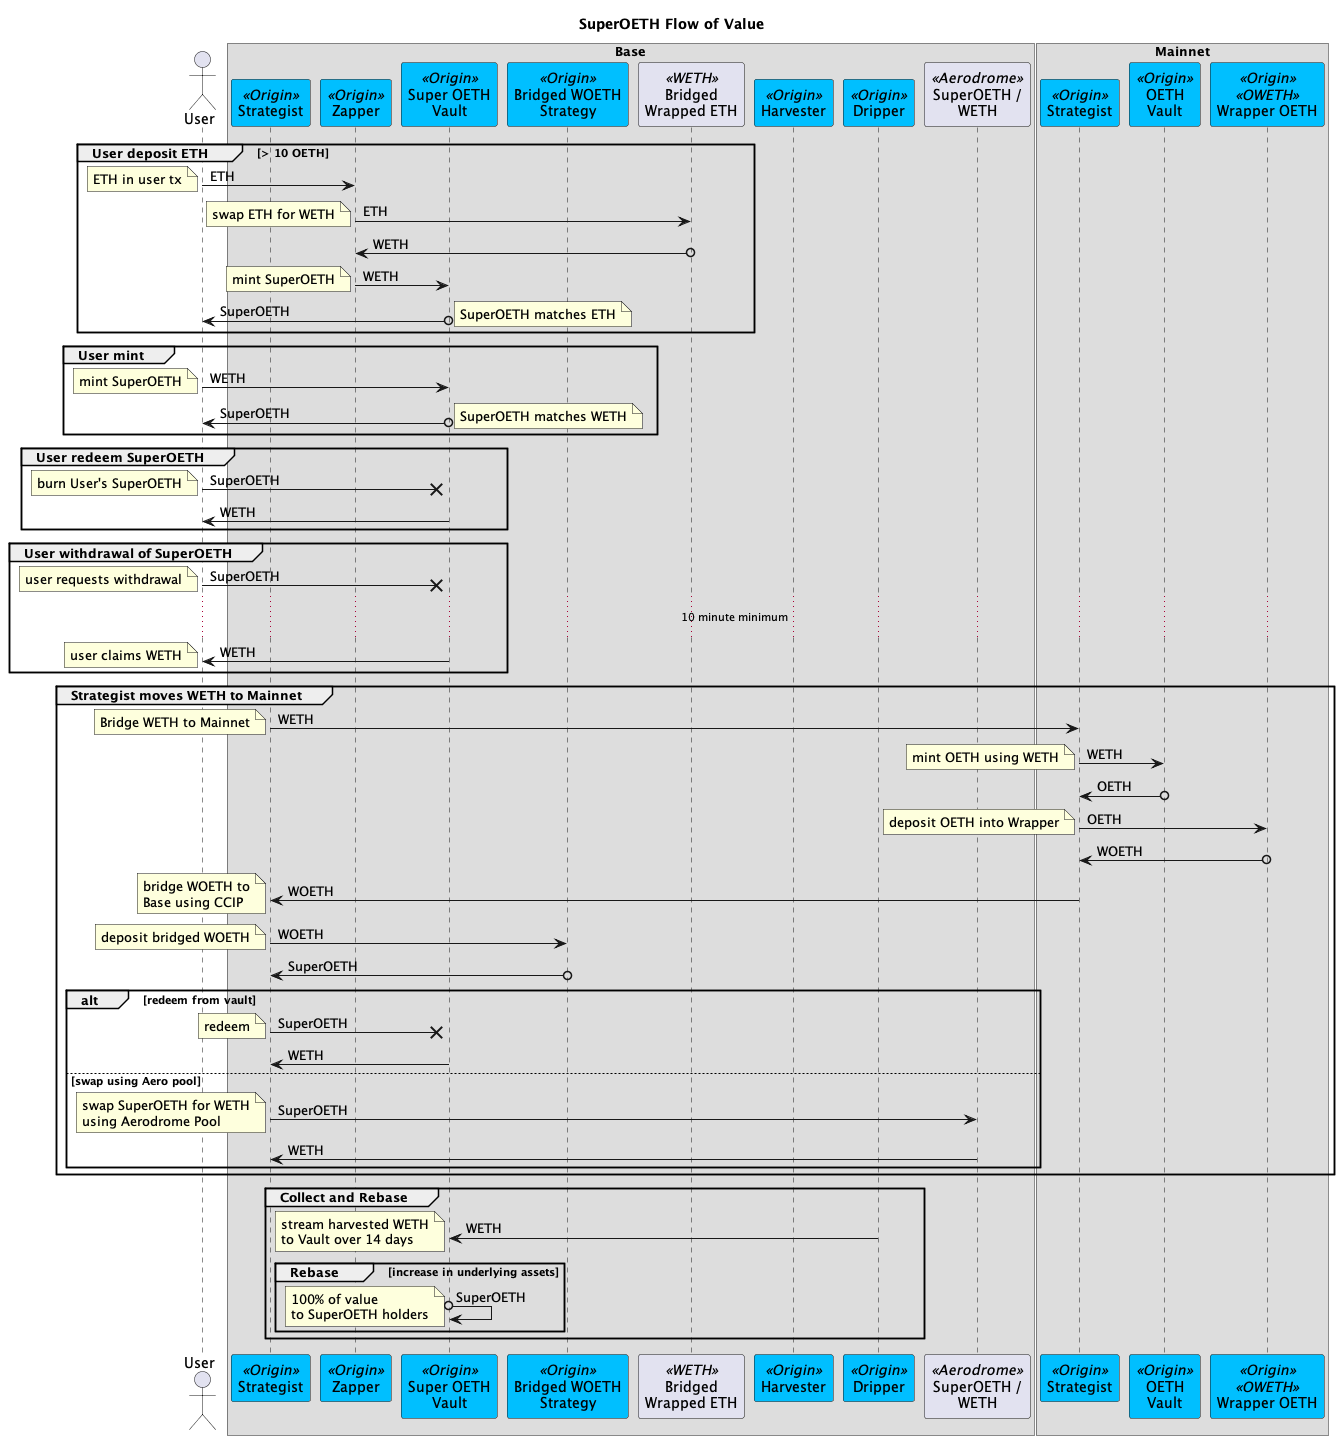 SuperOETH Flow of Value
Base
Mainnet
User
«Origin»
Strategist
«Origin»
Zapper
«Origin»
Super OETH
Vault
«Origin»
Bridged WOETH
Strategy
«WETH»
Bridged
Wrapped ETH
«Origin»
Harvester
«Origin»
Dripper
«Aerodrome»
SuperOETH /
WETH
«Origin»
Strategist
«Origin»
OETH
Vault
«Origin»
«OWETH»
Wrapper OETH
User deposit ETH [> 10 OETH]
ETH in user tx
ETH
swap ETH for WETH
ETH
WETH
mint SuperOETH
WETH
SuperOETH
SuperOETH matches ETH
User mint
mint SuperOETH
WETH
SuperOETH
SuperOETH matches WETH
User redeem SuperOETH
burn User's SuperOETH
SuperOETH
WETH
User withdrawal of SuperOETH
user requests withdrawal
SuperOETH
10 minute minimum
user claims WETH
WETH
Strategist moves WETH to Mainnet
Bridge WETH to Mainnet
WETH
mint OETH using WETH
WETH
OETH
deposit OETH into Wrapper
OETH
WOETH
bridge WOETH to
Base using CCIP
WOETH
deposit bridged WOETH
WOETH
SuperOETH
alt [redeem from vault]
redeem
SuperOETH
WETH
[swap using Aero pool]
swap SuperOETH for WETH
using Aerodrome Pool
SuperOETH
WETH
Collect and Rebase
stream harvested WETH
to Vault over 14 days
WETH
Rebase [increase in underlying assets]
100% of value
to SuperOETH holders
SuperOETH
User
«Origin»
Strategist
«Origin»
Zapper
«Origin»
Super OETH
Vault
«Origin»
Bridged WOETH
Strategy
«WETH»
Bridged
Wrapped ETH
«Origin»
Harvester
«Origin»
Dripper
«Aerodrome»
SuperOETH /
WETH
«Origin»
Strategist
«Origin»
OETH
Vault
«Origin»
«OWETH»
Wrapper OETH